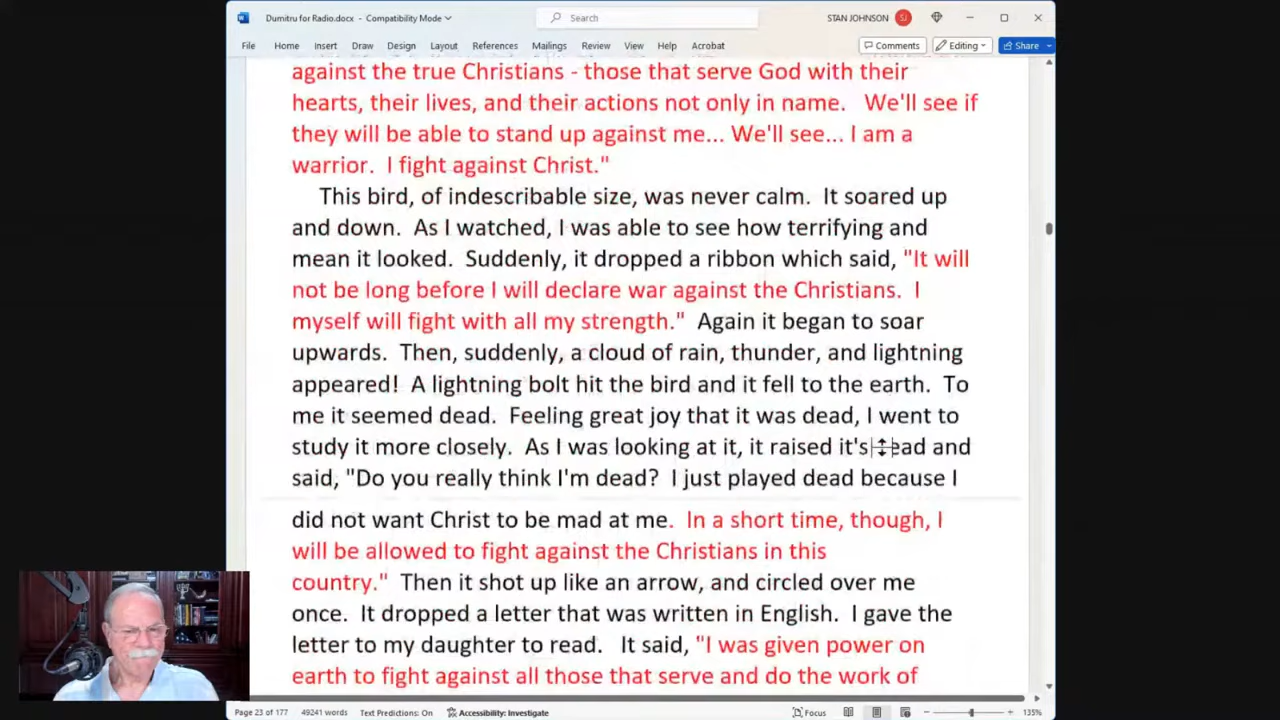 Dumitru for Radio.docx - Compatibility Mode
Search
STAN JOHNSON
SJ
File Home Insert Draw Design Layout References Mailings Review View Help Acrobat
Comments Editing Share
against the true Christians - those that serve God with their
hearts, their lives, and their actions not only in name. We'll see if
they will be able to stand up against me... We'll see... I am a
warrior. I fight against Christ."
This bird, of indescribable size, was never calm. It soared up
and down. As I watched, I was able to see how terrifying and
mean it looked. Suddenly, it dropped a ribbon which said, "It will
not be long before I will declare war against the Christians. I
myself will fight with all my strength." Again it began to soar
upwards. Then, suddenly, a cloud of rain, thunder, and lightning
appeared! A lightning bolt hit the bird and it fell to the earth. To
me it seemed dead. Feeling great joy that it was dead, I went to
study it more closely. As I was looking at it, it raised it's head and
said, "Do you really think I'm dead? I just played dead because I
did not want Christ to be mad at me. In a short time, though, I
will be allowed to fight against the Christians in this
country." Then it shot up like an arrow, and circled over me
once. It dropped a letter that was written in English. I gave the
letter to my daughter to read. It said, "I was given power on
earth to fight against all those that serve and do the work of
Page 23 of 177 49241 words Text Predictions: On Accessibility: Investigate Focus 135%